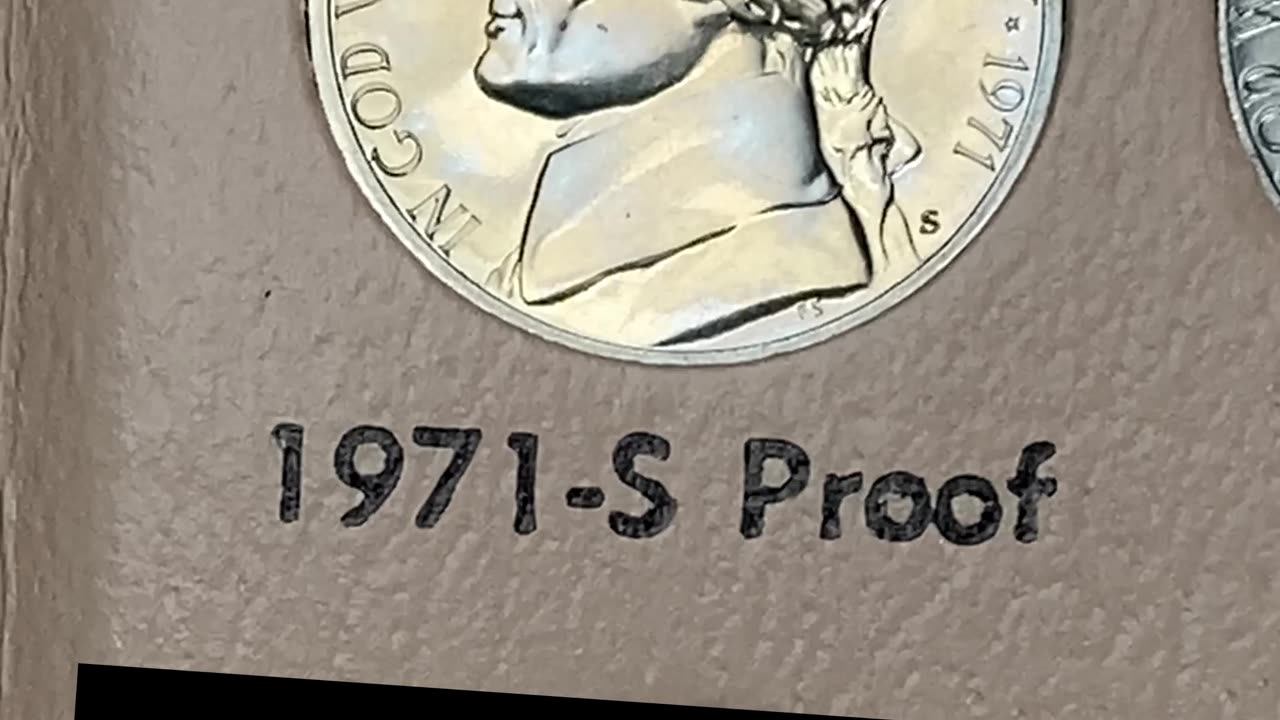 IN GOD
★ 1971
S
FS
1971-S Proof